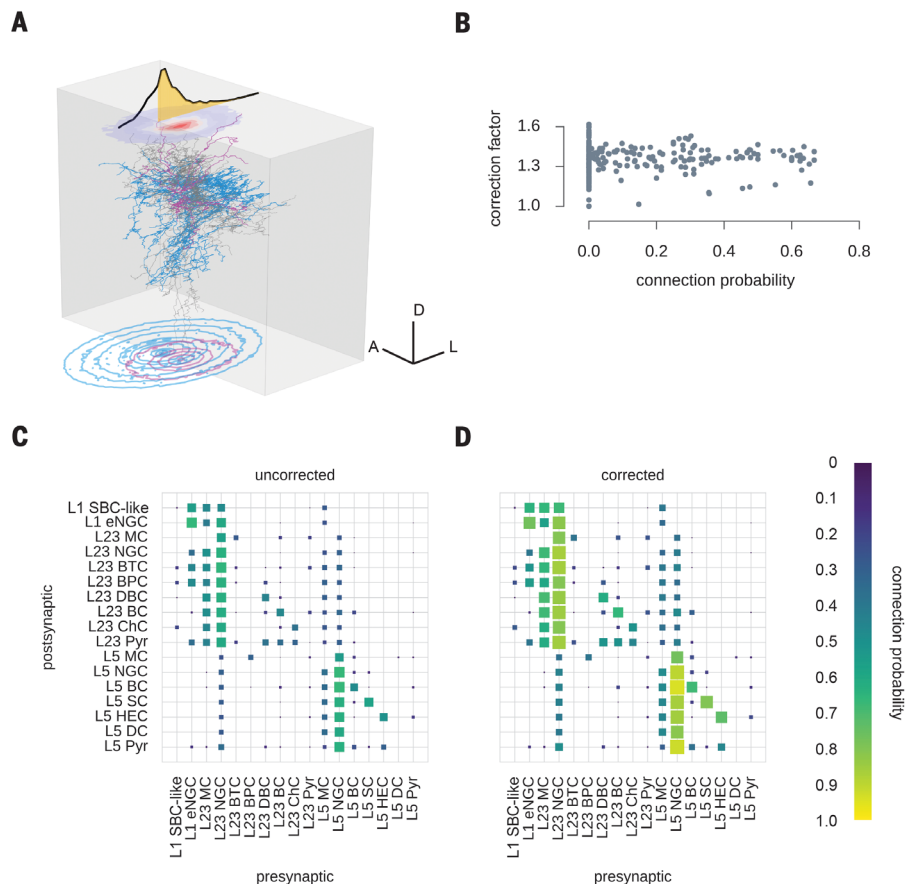 A
D
A
L
B
correction factor
1.6
1.3
1.0
0.0 0.2 0.4 0.6 0.8
connection probability
C
uncorrected
postsynaptic
L1 SBC-like
L1 eNGC
L23 MC
L23 NGC
L23 BTC
L23 BPC
L23 DBC
L23 BC
L23 ChC
L23 Pyr
L5 MC
L5 NGC
L5 BC
L5 SC
L5 HEC
L5 DC
L5 Pyr
L1 SBC-like
L1 eNGC
L23 MC
L23 NGC
L23 BTC
L23 BPC
L23 DBC
L23 BC
L23 ChC
L23 Pyr
L5 MC
L5 NGC
L5 BC
L5 SC
L5 HEC
L5 DC
L5 Pyr
presynaptic
D
corrected
L1 SBC-like
L1 eNGC
L23 MC
L23 NGC
L23 BTC
L23 BPC
L23 DBC
L23 BC
L23 ChC
L23 Pyr
L5 MC
L5 NGC
L5 BC
L5 SC
L5 HEC
L5 DC
L5 Pyr
presynaptic
0
0.1
0.2
0.3
0.4
0.5
0.6
0.7
0.8
0.9
1.0
connection probability